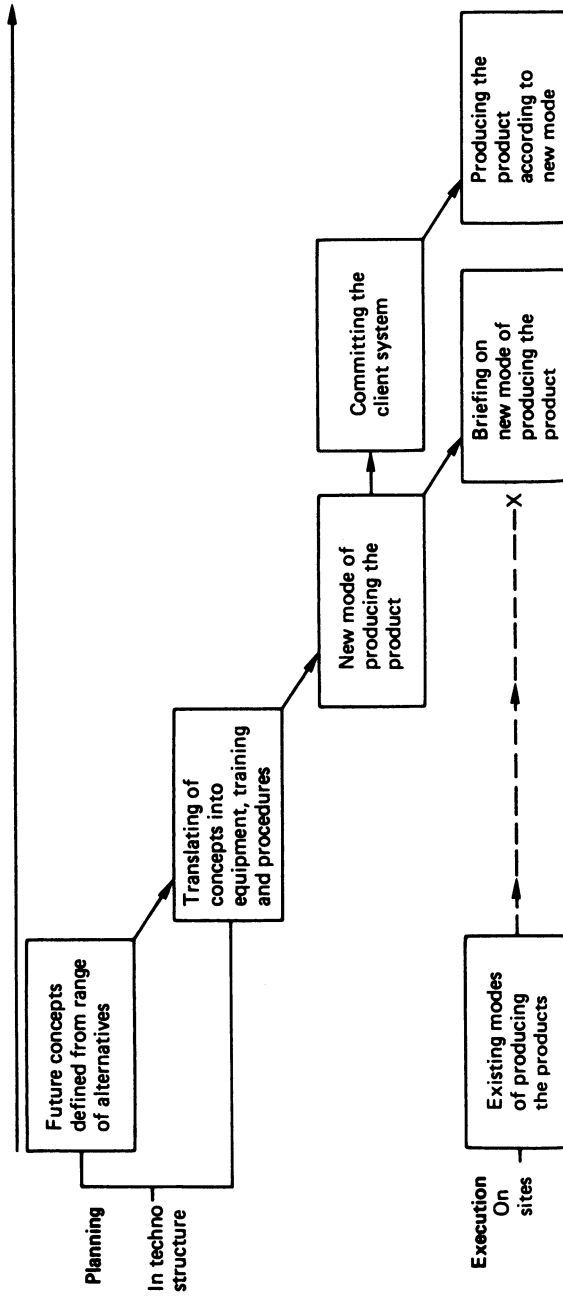 Planning
In techno
structure
Future concepts
defined from range
of alternatives
Translating of
concepts into
equipment, training
and procedures
New mode of
producing the
product
Committing the
client system
Execution
On
sites
Existing modes
of producing
the products
X
Briefing on
new mode of
producing the
product
Producing the
product
according to
new mode